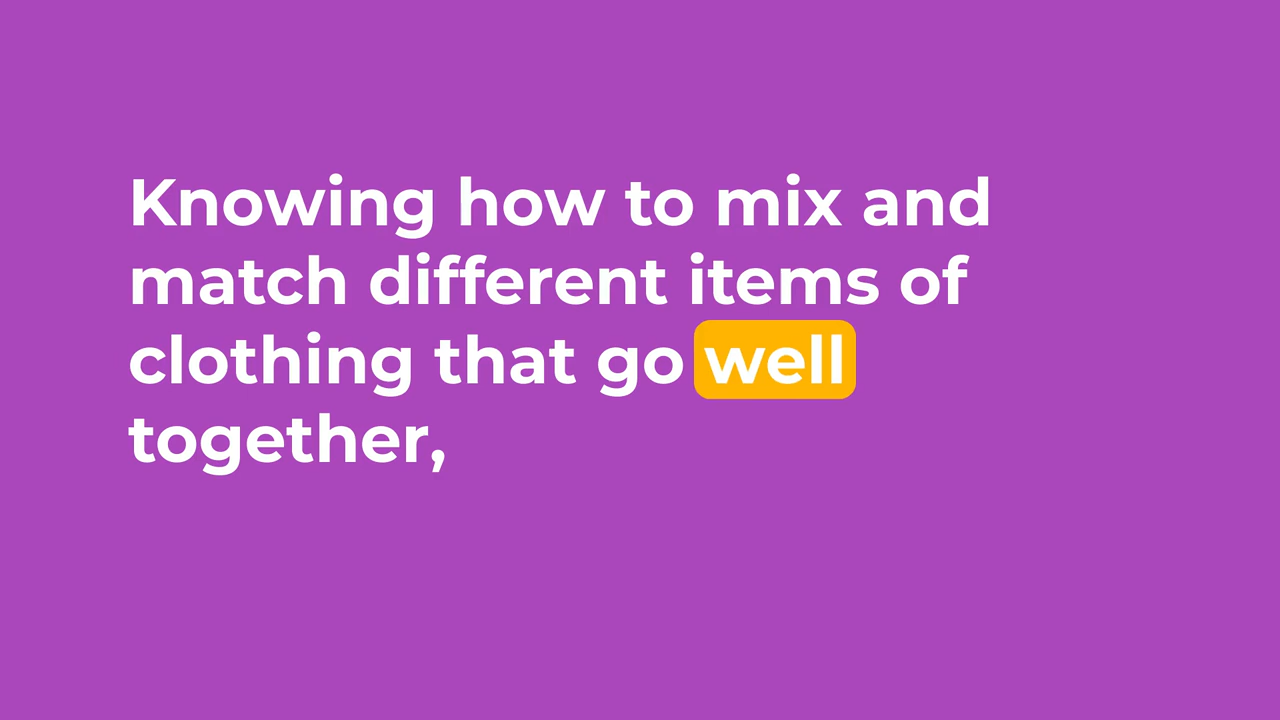 Knowing how to mix and
match different items of
clothing that go well
together,